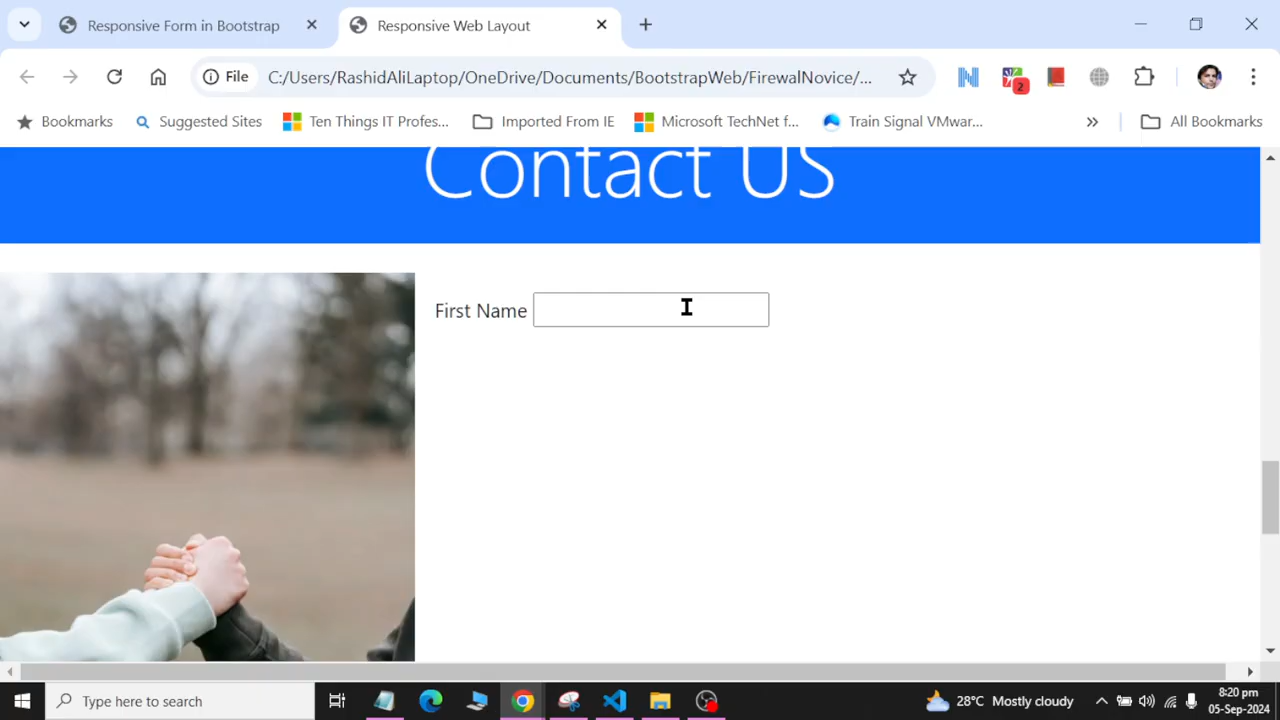 Responsive Form in Bootstrap
Responsive Web Layout
File
C:/Users/RashidAliLaptop/OneDrive/Documents/BootstrapWeb/FirewalNovice/...
2
Bookmarks
Suggested Sites
Ten Things IT Profes...
Imported From IE
Microsoft TechNet f...
Train Signal VMwar...
All Bookmarks
Contact US
First Name
Type here to search
28°C Mostly cloudy
8:20 pm
05-Sep-2024